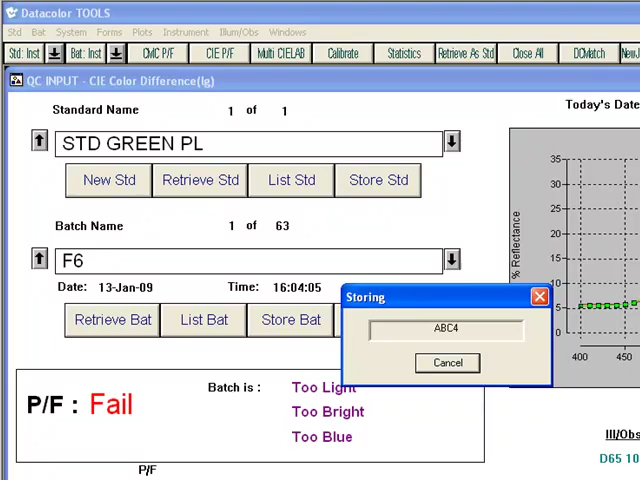 Datacolor TOOLS
Std Bat System Forms Plots Instrument Illum/Obs Windows
Std: Inst Bat: Inst CMC P/F CIE P/F Multi CIELAB Calibrate Statistics Retrieve As Std Close All DCMatch
QC INPUT - CIE Color Difference(lg)
Standard Name 1 of 1 Today's Date
STD GREEN PL
New Std Retrieve Std List Std Store Std
Batch Name 1 of 63
F6
Date: 13-Jan-09 Time: 16:04:05
Retrieve Bat List Bat Store Bat
Storing
ABC4
Cancel
% Reflectance
35
30
25
20
15
10
5
0
400 450
P/F : Fail
Batch is : Too Light
Too Bright
Too Blue
P/F
Ill/Obs
D65 10